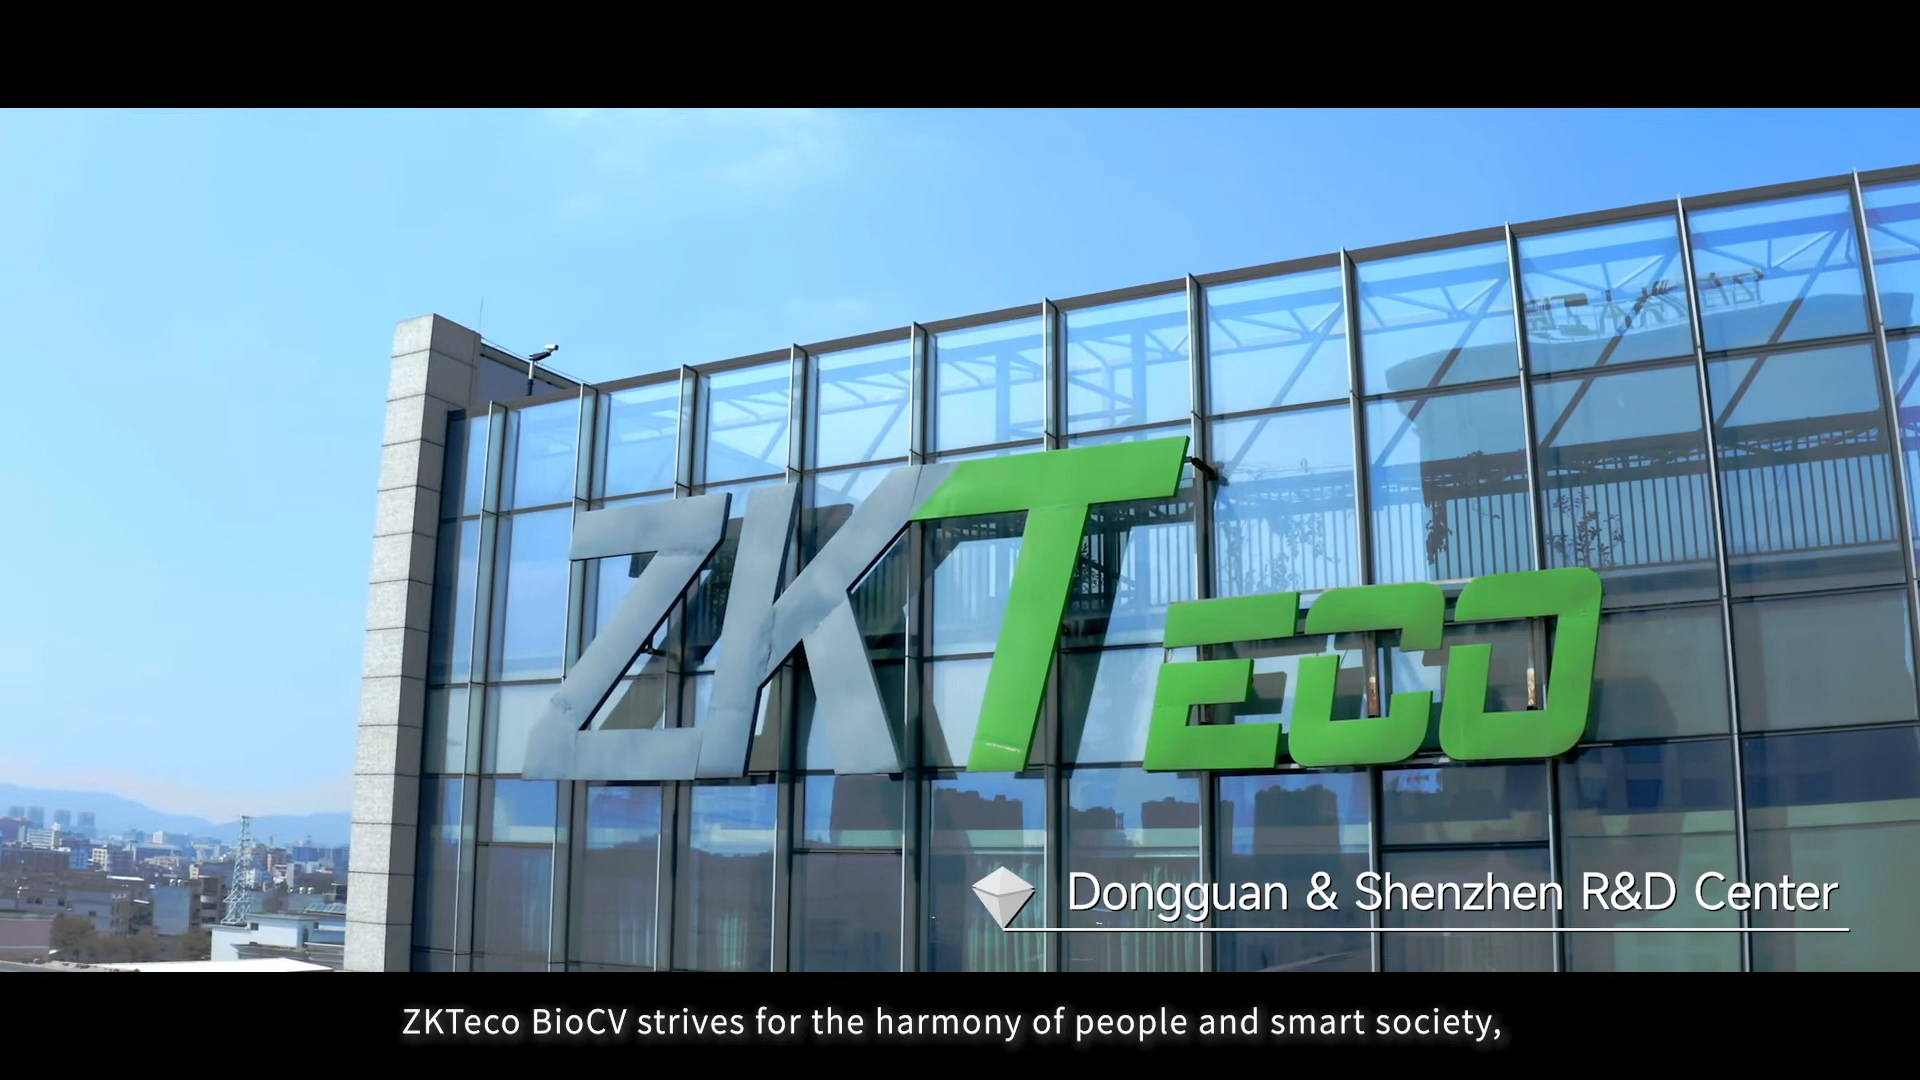 ZKTECO
Dongguan & Shenzhen R&D Center
ZKTeco BioCV strives for the harmony of people and smart society,